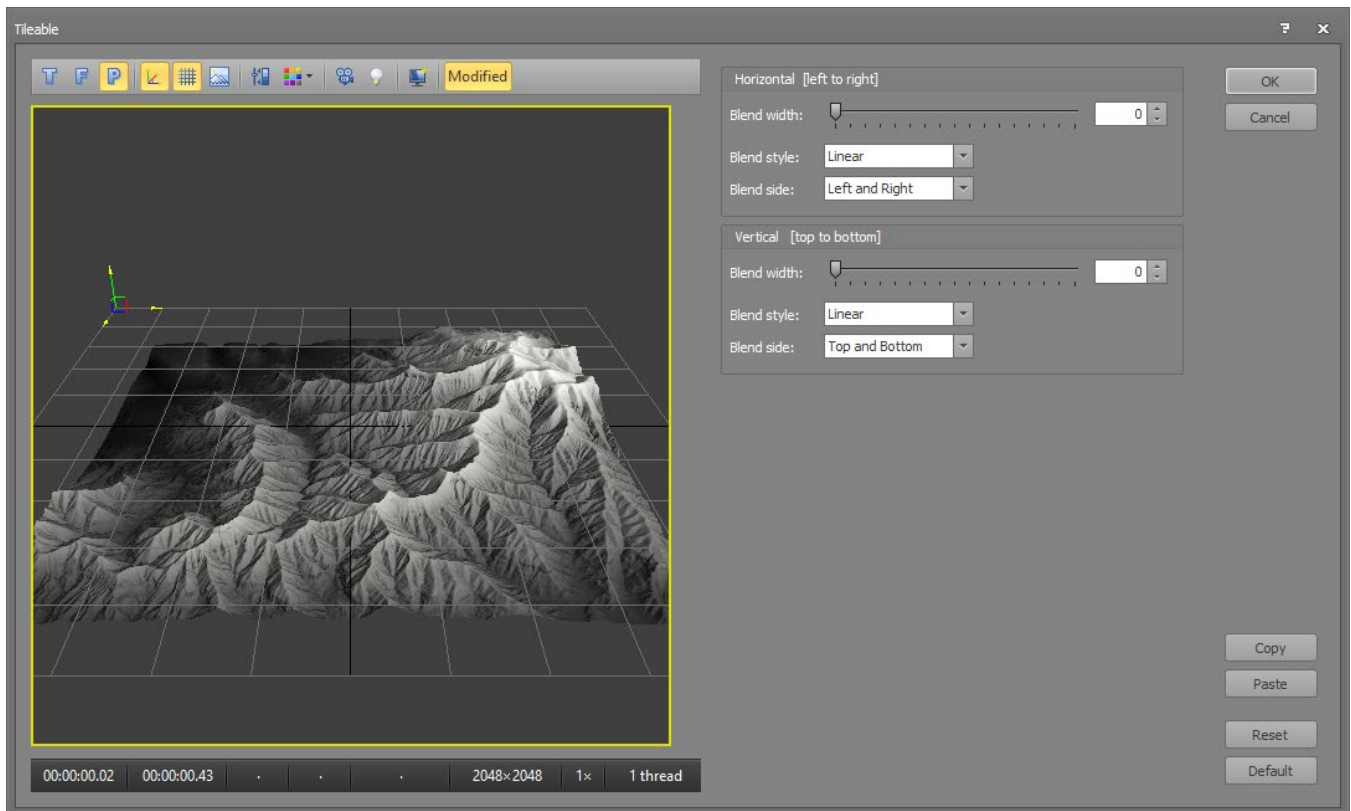 Tileable
T F P Modified
Horizontal [left to right]
Blend width: 0
Blend style: Linear
Blend side: Left and Right
Vertical [top to bottom]
Blend width: 0
Blend style: Linear
Blend side: Top and Bottom
OK
Cancel
Copy
Paste
Reset
Default
00:00:00.02 00:00:00.43 · · · 2048×2048 1× 1 thread